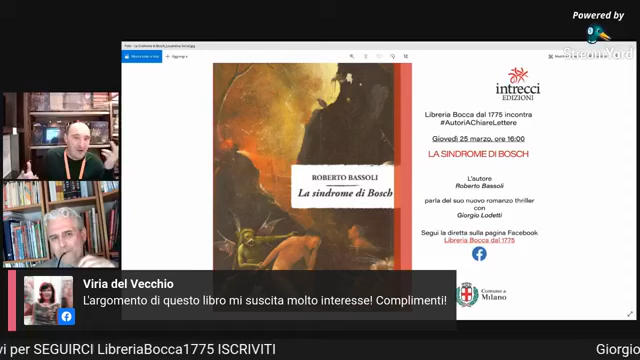 Powered by
StreamYard
Aggiungi a
intrecci
EDIZIONI
Libreria Bocca dal 1775 incontra
#AutoriAChiareLettere
Giovedì 25 marzo, ore 16:00
LA SINDROME DI BOSCH
L'autore
Roberto Bassoli
parla del suo nuovo romanzo thriller
con
Giorgio Lodetti
Segui la diretta sulla pagina Facebook
Libreria Bocca dal 1775
Comune di
Milano
ROBERTO BASSOLI
La sindrome di Bosch
Viria del Vecchio
L'argomento di questo libro mi suscita molto interesse! Complimenti!
vi per SEGUIRCI LibreriaBocca1775 ISCRIVITI
Giorgio